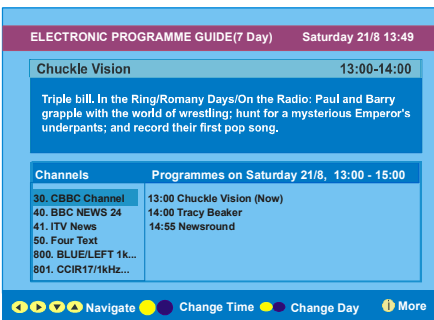 ELECTRONIC PROGRAMME GUIDE(7 Day) Saturday 21/8 13:49
Chuckle Vision 13:00-14:00
Triple bill. In the Ring/Romany Days/On the Radio: Paul and Barry
grapple with the world of wrestling; hunt for a mysterious Emperor's
underpants; and record their first pop song.
Channels Programmes on Saturday 21/8, 13:00 - 15:00
30. CBBC Channel 13:00 Chuckle Vision (Now)
40. BBC NEWS 24 14:00 Tracy Beaker
41. ITV News 14:55 Newsround
50. Four Text
800. BLUE/LEFT 1k...
801. CCIR17/1kHz...
Navigate Change Time Change Day i More